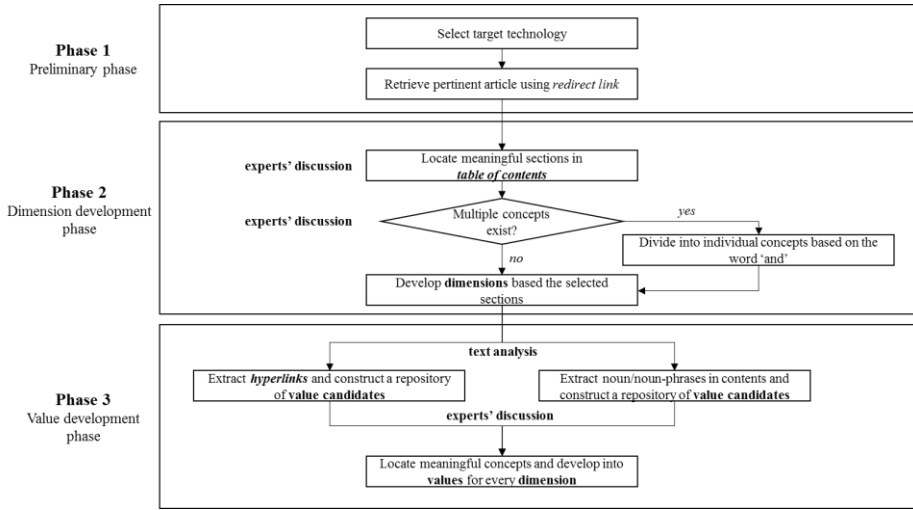 Phase 1
Preliminary phase
Select target technology
Retrieve pertinent article using redirect link
Phase 2
Dimension development
phase
experts’ discussion
Locate meaningful sections in
table of contents
experts’ discussion
Multiple concepts
exist?
yes
Divide into individual concepts based on the
word ‘and’
no
Develop dimensions based the selected
sections
Phase 3
Value development
phase
text analysis
Extract hyperlinks and construct a repository
of value candidates
Extract noun/noun-phrases in contents and
construct a repository of value candidates
experts’ discussion
Locate meaningful concepts and develop into
values for every dimension